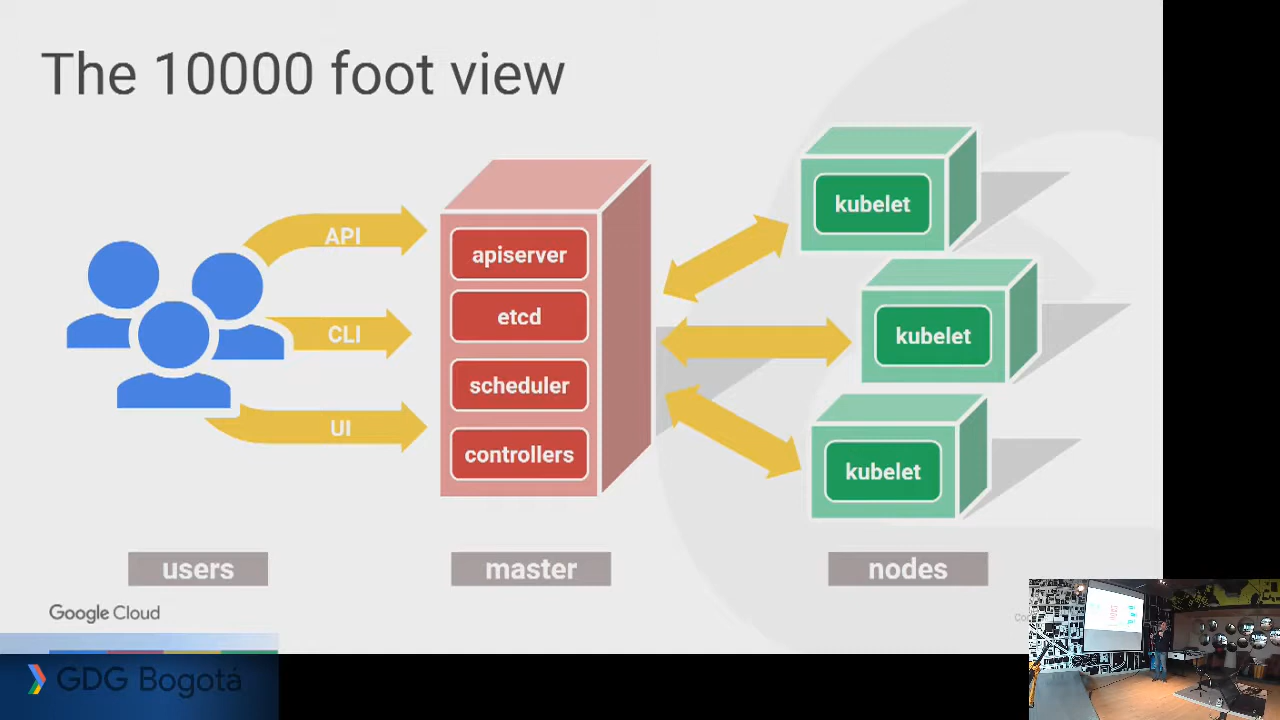 The 10000 foot view
API
CLI
UI
apiserver
etcd
scheduler
controllers
kubelet
kubelet
kubelet
users
master
nodes
Google Cloud
GDG Bogotá